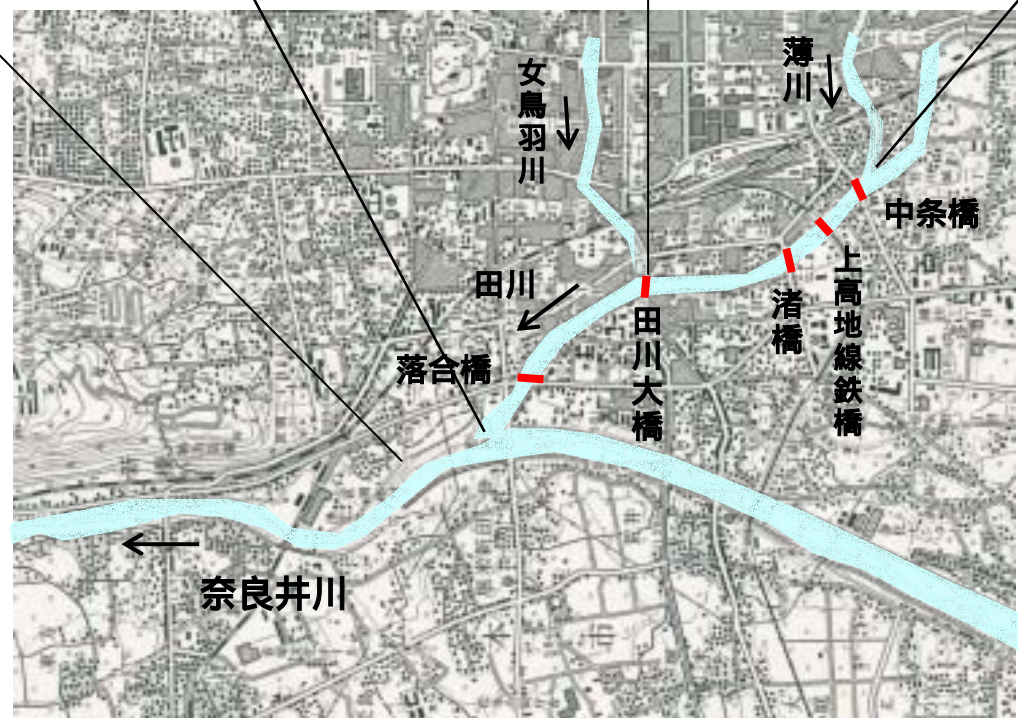 女鳥羽川
薄川
中条橋
上高地線鉄橋
渚橋
田川
田川大橋
落合橋
奈良井川